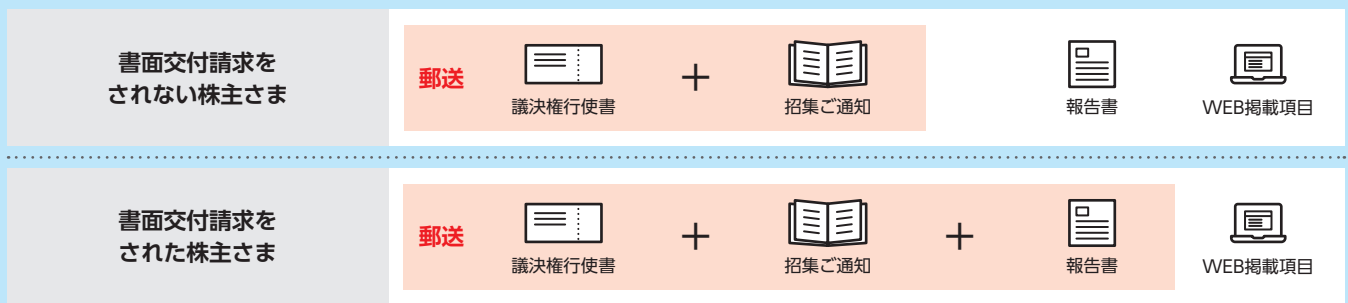 書面交付請求を
されない株主さま
郵送
議決権行使書
+
招集ご通知
報告書
WEB掲載項目
書面交付請求を
された株主さま
郵送
議決権行使書
+
招集ご通知
+
報告書
WEB掲載項目